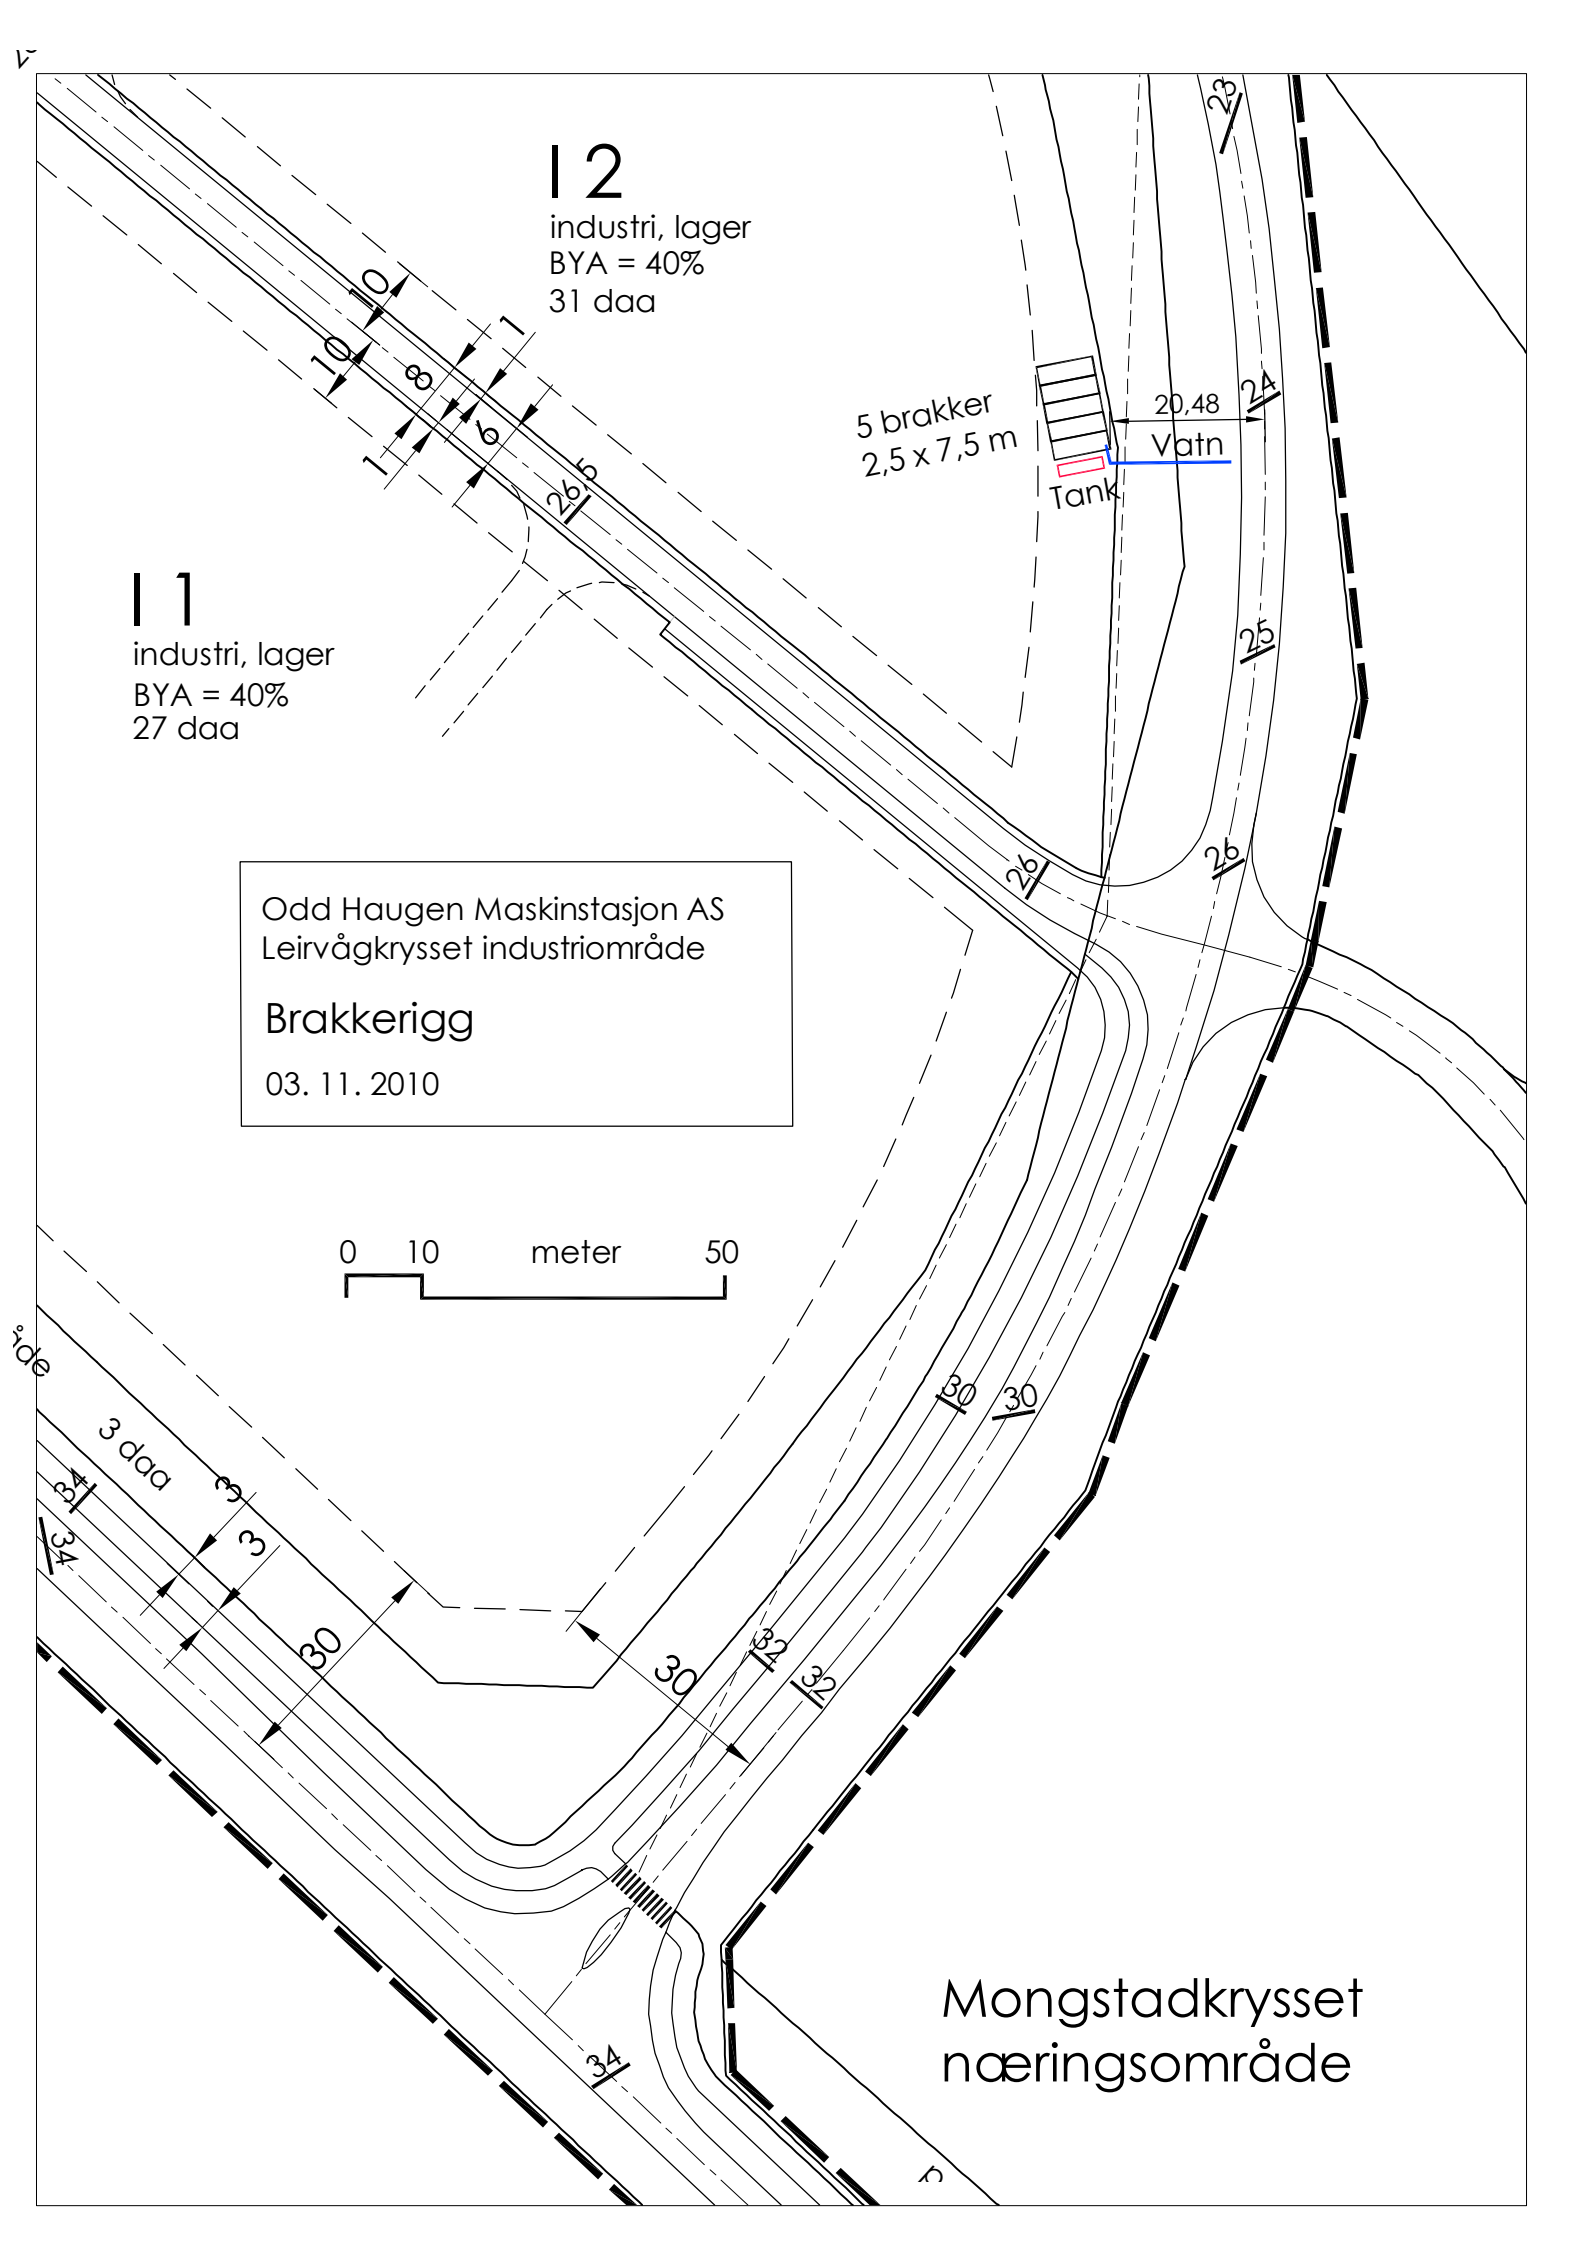 23
I 2
industri, lager
BYA = 40%
31 daa
10
10
1
8
6
1
26,5
5 brakker
2,5 x 7,5 m
20,48
24
Vatn
Tank
I 1
industri, lager
BYA = 40%
27 daa
25
26
26
Odd Haugen Maskinstasjon AS
Leirvågkrysset industriområde
Brakkerigg
03. 11. 2010
0 10 meter 50
åde
3 daa
30
30
34
34
3
3
30
30
32
32
34
Mongstadkrysset
næringsområde